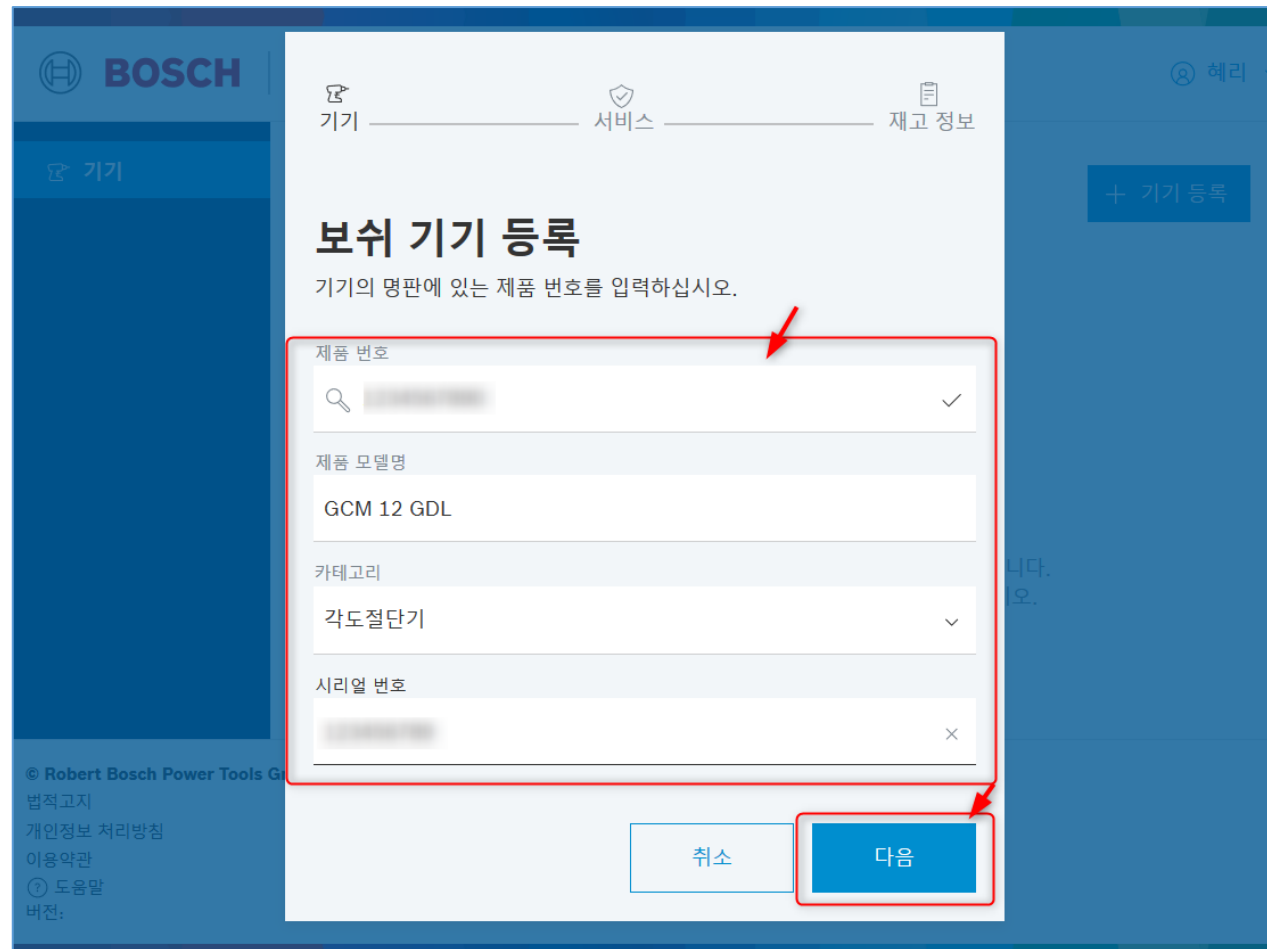 BOSCH
혜리
기기
서비스
재고 정보
기기
기기 등록
보쉬 기기 등록
기기의 명판에 있는 제품 번호를 입력하십시오.
제품 번호
제품 모델명
GCM 12 GDL
카테고리
니다.
각도절단기
오.
시리얼 번호
© Robert Bosch Power Tools
법적고지
개인정보 처리방침
이용약관
도움말
버전:
취소
다음